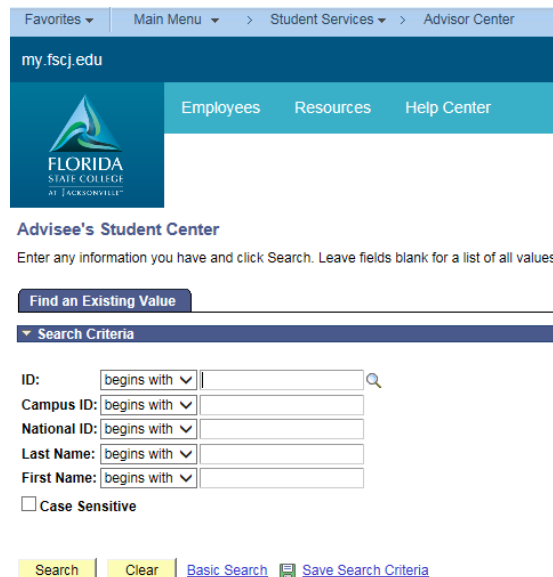 Favorites Main Menu > Student Services > Advisor Center
my.fscj.edu
Employees Resources Help Center
FLORIDA
STATE COLLEGE
AT JACKSONVILLE
Advisee's Student Center
Enter any information you have and click Search. Leave fields blank for a list of all values
Find an Existing Value
Search Criteria
ID: begins with
Campus ID: begins with
National ID: begins with
Last Name: begins with
First Name: begins with
Case Sensitive
Search Clear Basic Search Save Search Criteria